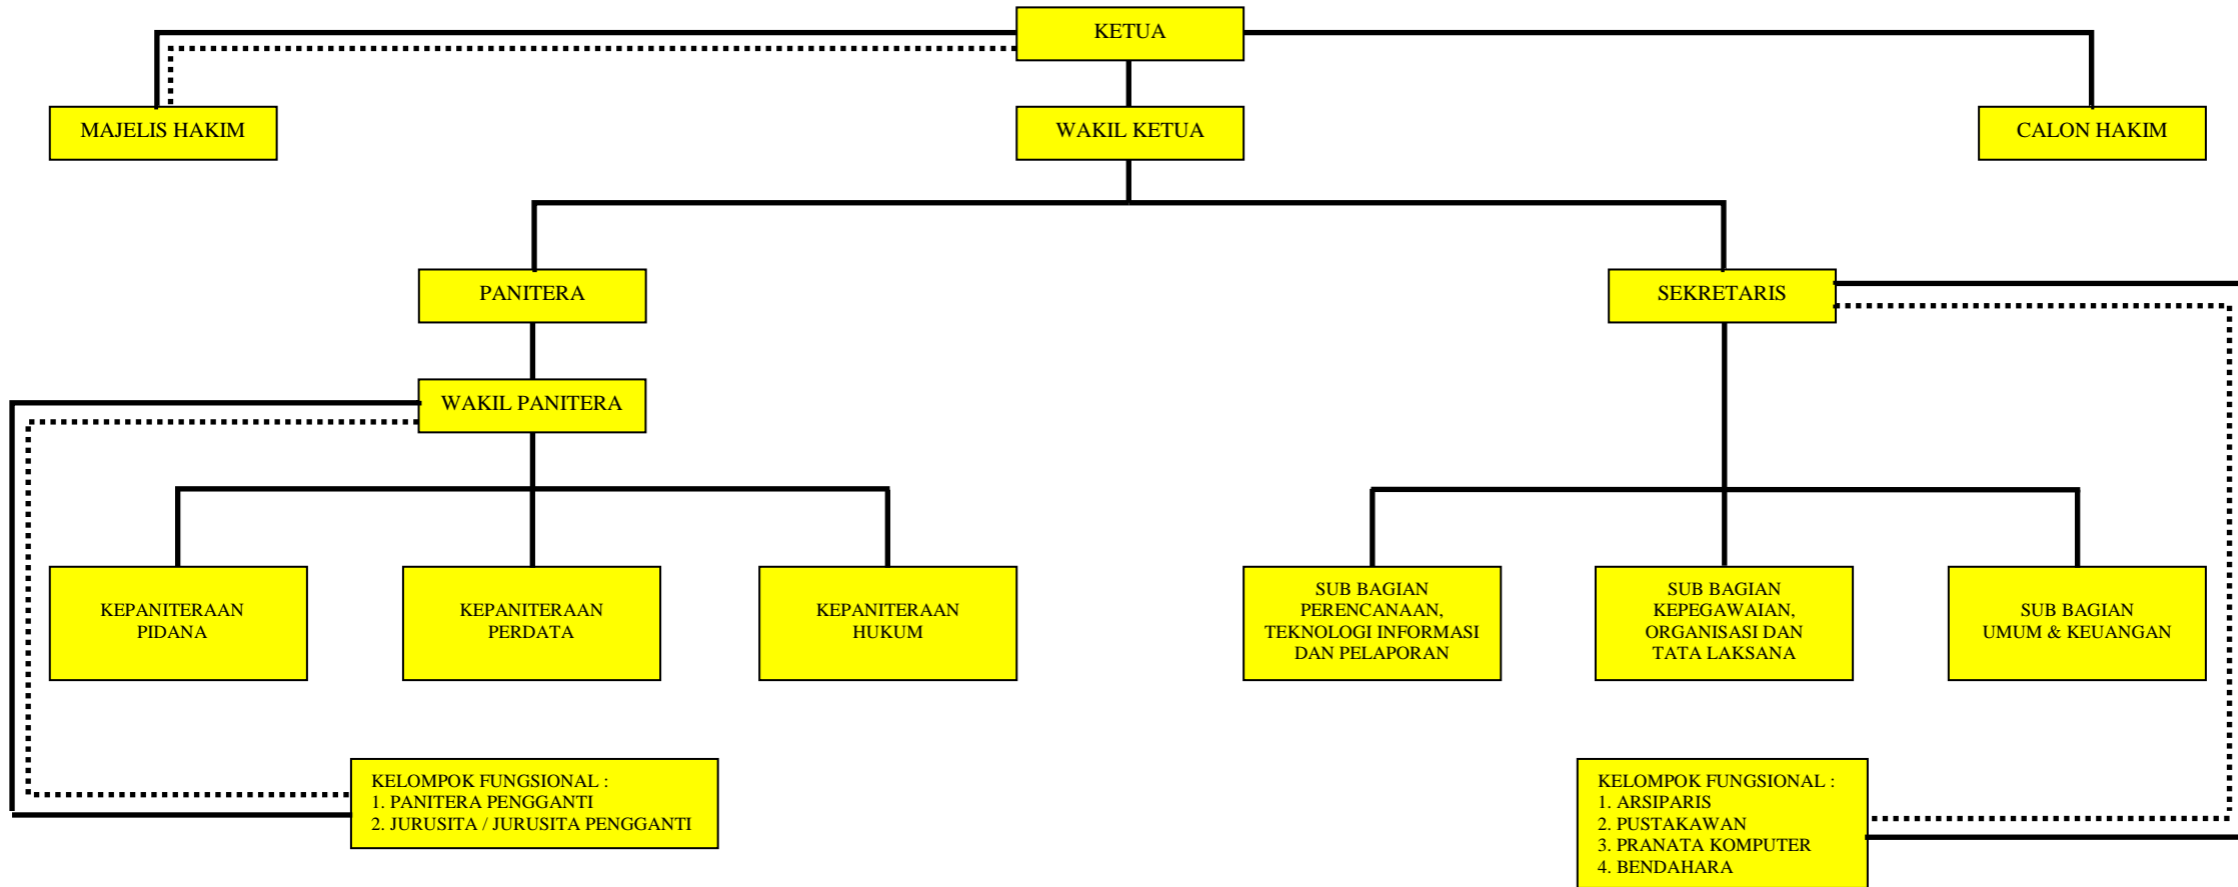 KETUA
MAJELIS HAKIM
WAKIL KETUA
CALON HAKIM
PANITERA
SEKRETARIS
WAKIL PANITERA
KEPANITERAAN
PIDANA
KEPANITERAAN
PERDATA
KEPANITERAAN
HUKUM
SUB BAGIAN
PERENCANAAN,
TEKNOLOGI INFORMASI
DAN PELAPORAN
SUB BAGIAN
KEPEGAWAIAN,
ORGANISASI DAN
TATA LAKSANA
SUB BAGIAN
UMUM & KEUANGAN
KELOMPOK FUNGSIONAL :
1. PANITERA PENGGANTI
2. JURUSITA / JURUSITA PENGGANTI
KELOMPOK FUNGSIONAL :
1. ARSIPARIS
2. PUSTAKAWAN
3. PRANATA KOMPUTER
4. BENDAHARA